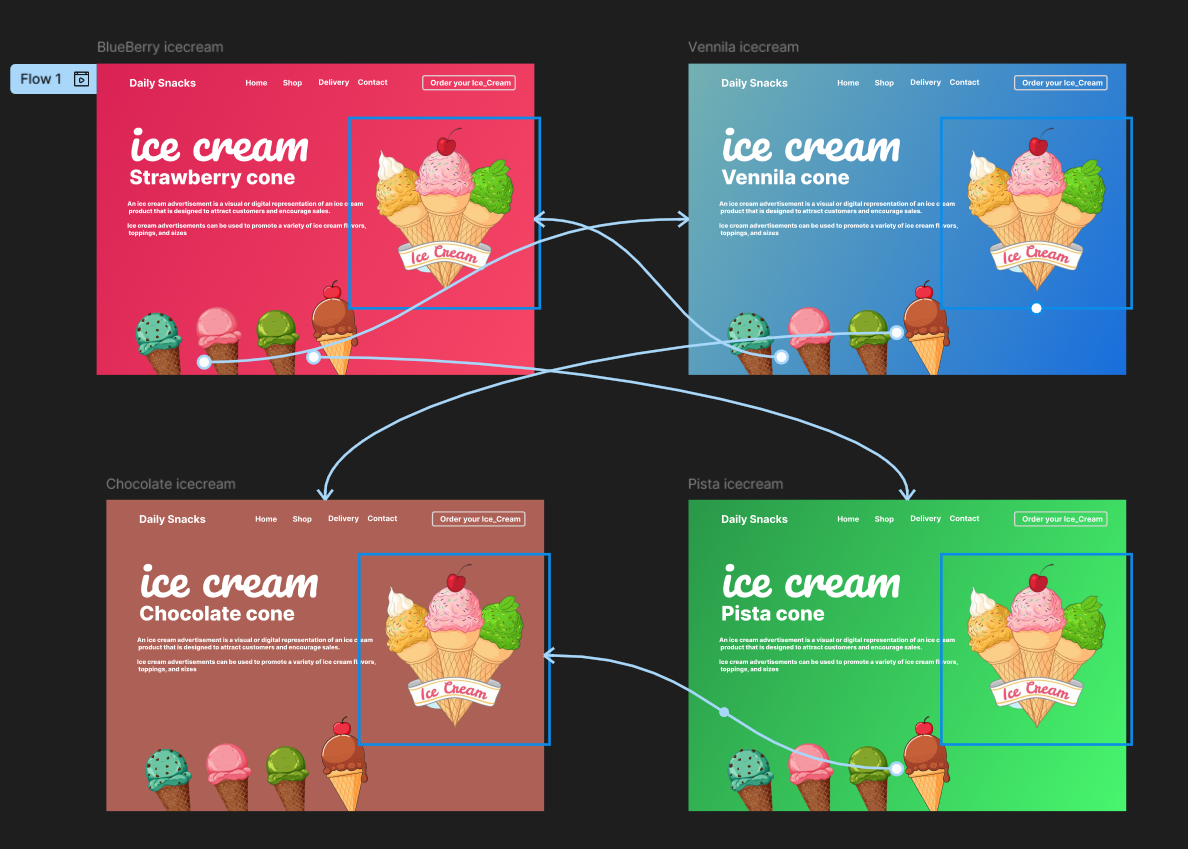 BlueBerry icecream
Flow 1
Daily Snacks Home Shop Delivery Contact Order your Ice_Cream
ice cream
Strawberry cone
An ice cream advertisement is a visual or digital representation of an ice cream
product that is designed to attract customers and encourage sales.
Ice cream advertisements can be used to promote a variety of ice cream flavors,
toppings, and sizes
Ice Cream
Vennila icecream
Daily Snacks Home Shop Delivery Contact Order your Ice_Cream
ice cream
Vennila cone
An ice cream advertisement is a visual or digital representation of an ice cream
product that is designed to attract customers and encourage sales.
Ice cream advertisements can be used to promote a variety of ice cream flavors,
toppings, and sizes
Ice Cream
Chocolate icecream
Daily Snacks Home Shop Delivery Contact Order your Ice_Cream
ice cream
Chocolate cone
An ice cream advertisement is a visual or digital representation of an ice cream
product that is designed to attract customers and encourage sales.
Ice cream advertisements can be used to promote a variety of ice cream flavors,
toppings, and sizes
Ice Cream
Pista icecream
Daily Snacks Home Shop Delivery Contact Order your Ice_Cream
ice cream
Pista cone
An ice cream advertisement is a visual or digital representation of an ice cream
product that is designed to attract customers and encourage sales.
Ice cream advertisements can be used to promote a variety of ice cream flavors,
toppings, and sizes
Ice Cream